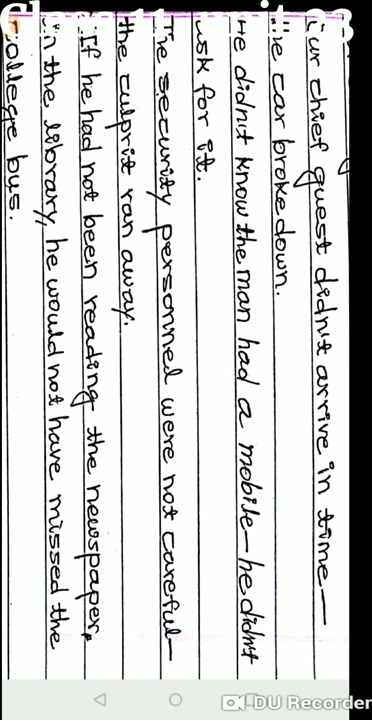 Our chief guest didn't arrive in time—
the car broke down.
He didn't know the man had a mobile—he didn't
ask for it.
The security personnel were not careful—
the culprit ran away.
If he had not been reading the newspaper,
in the library, he would not have missed the
college bus.
DU Recorder